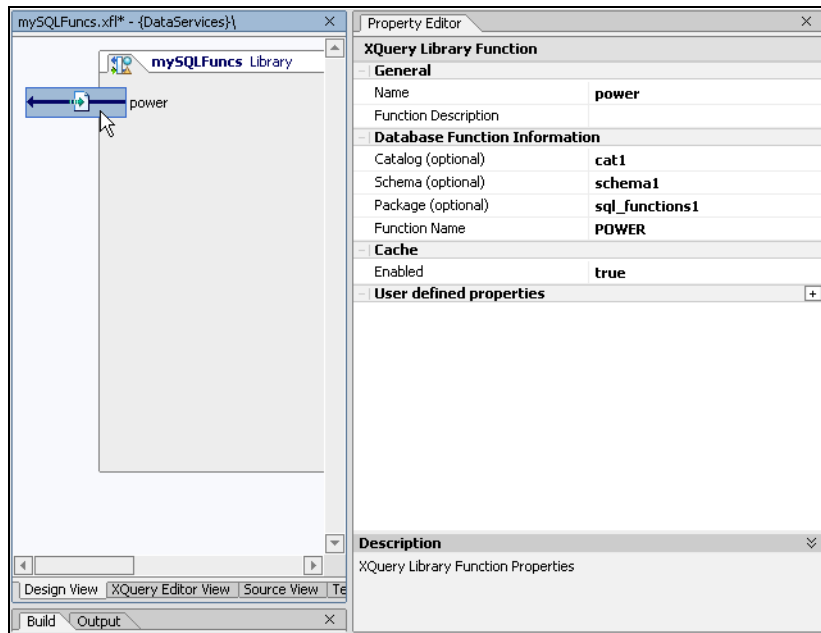 mySQLFuncs.xfl* - {DataServices}\
mySQLFuncs Library
power
Design View XQuery Editor View Source View Te
Build Output
Property Editor
XQuery Library Function
General
Name power
Function Description
Database Function Information
Catalog (optional) cat1
Schema (optional) schema1
Package (optional) sql_functions1
Function Name POWER
Cache
Enabled true
User defined properties
Description
XQuery Library Function Properties